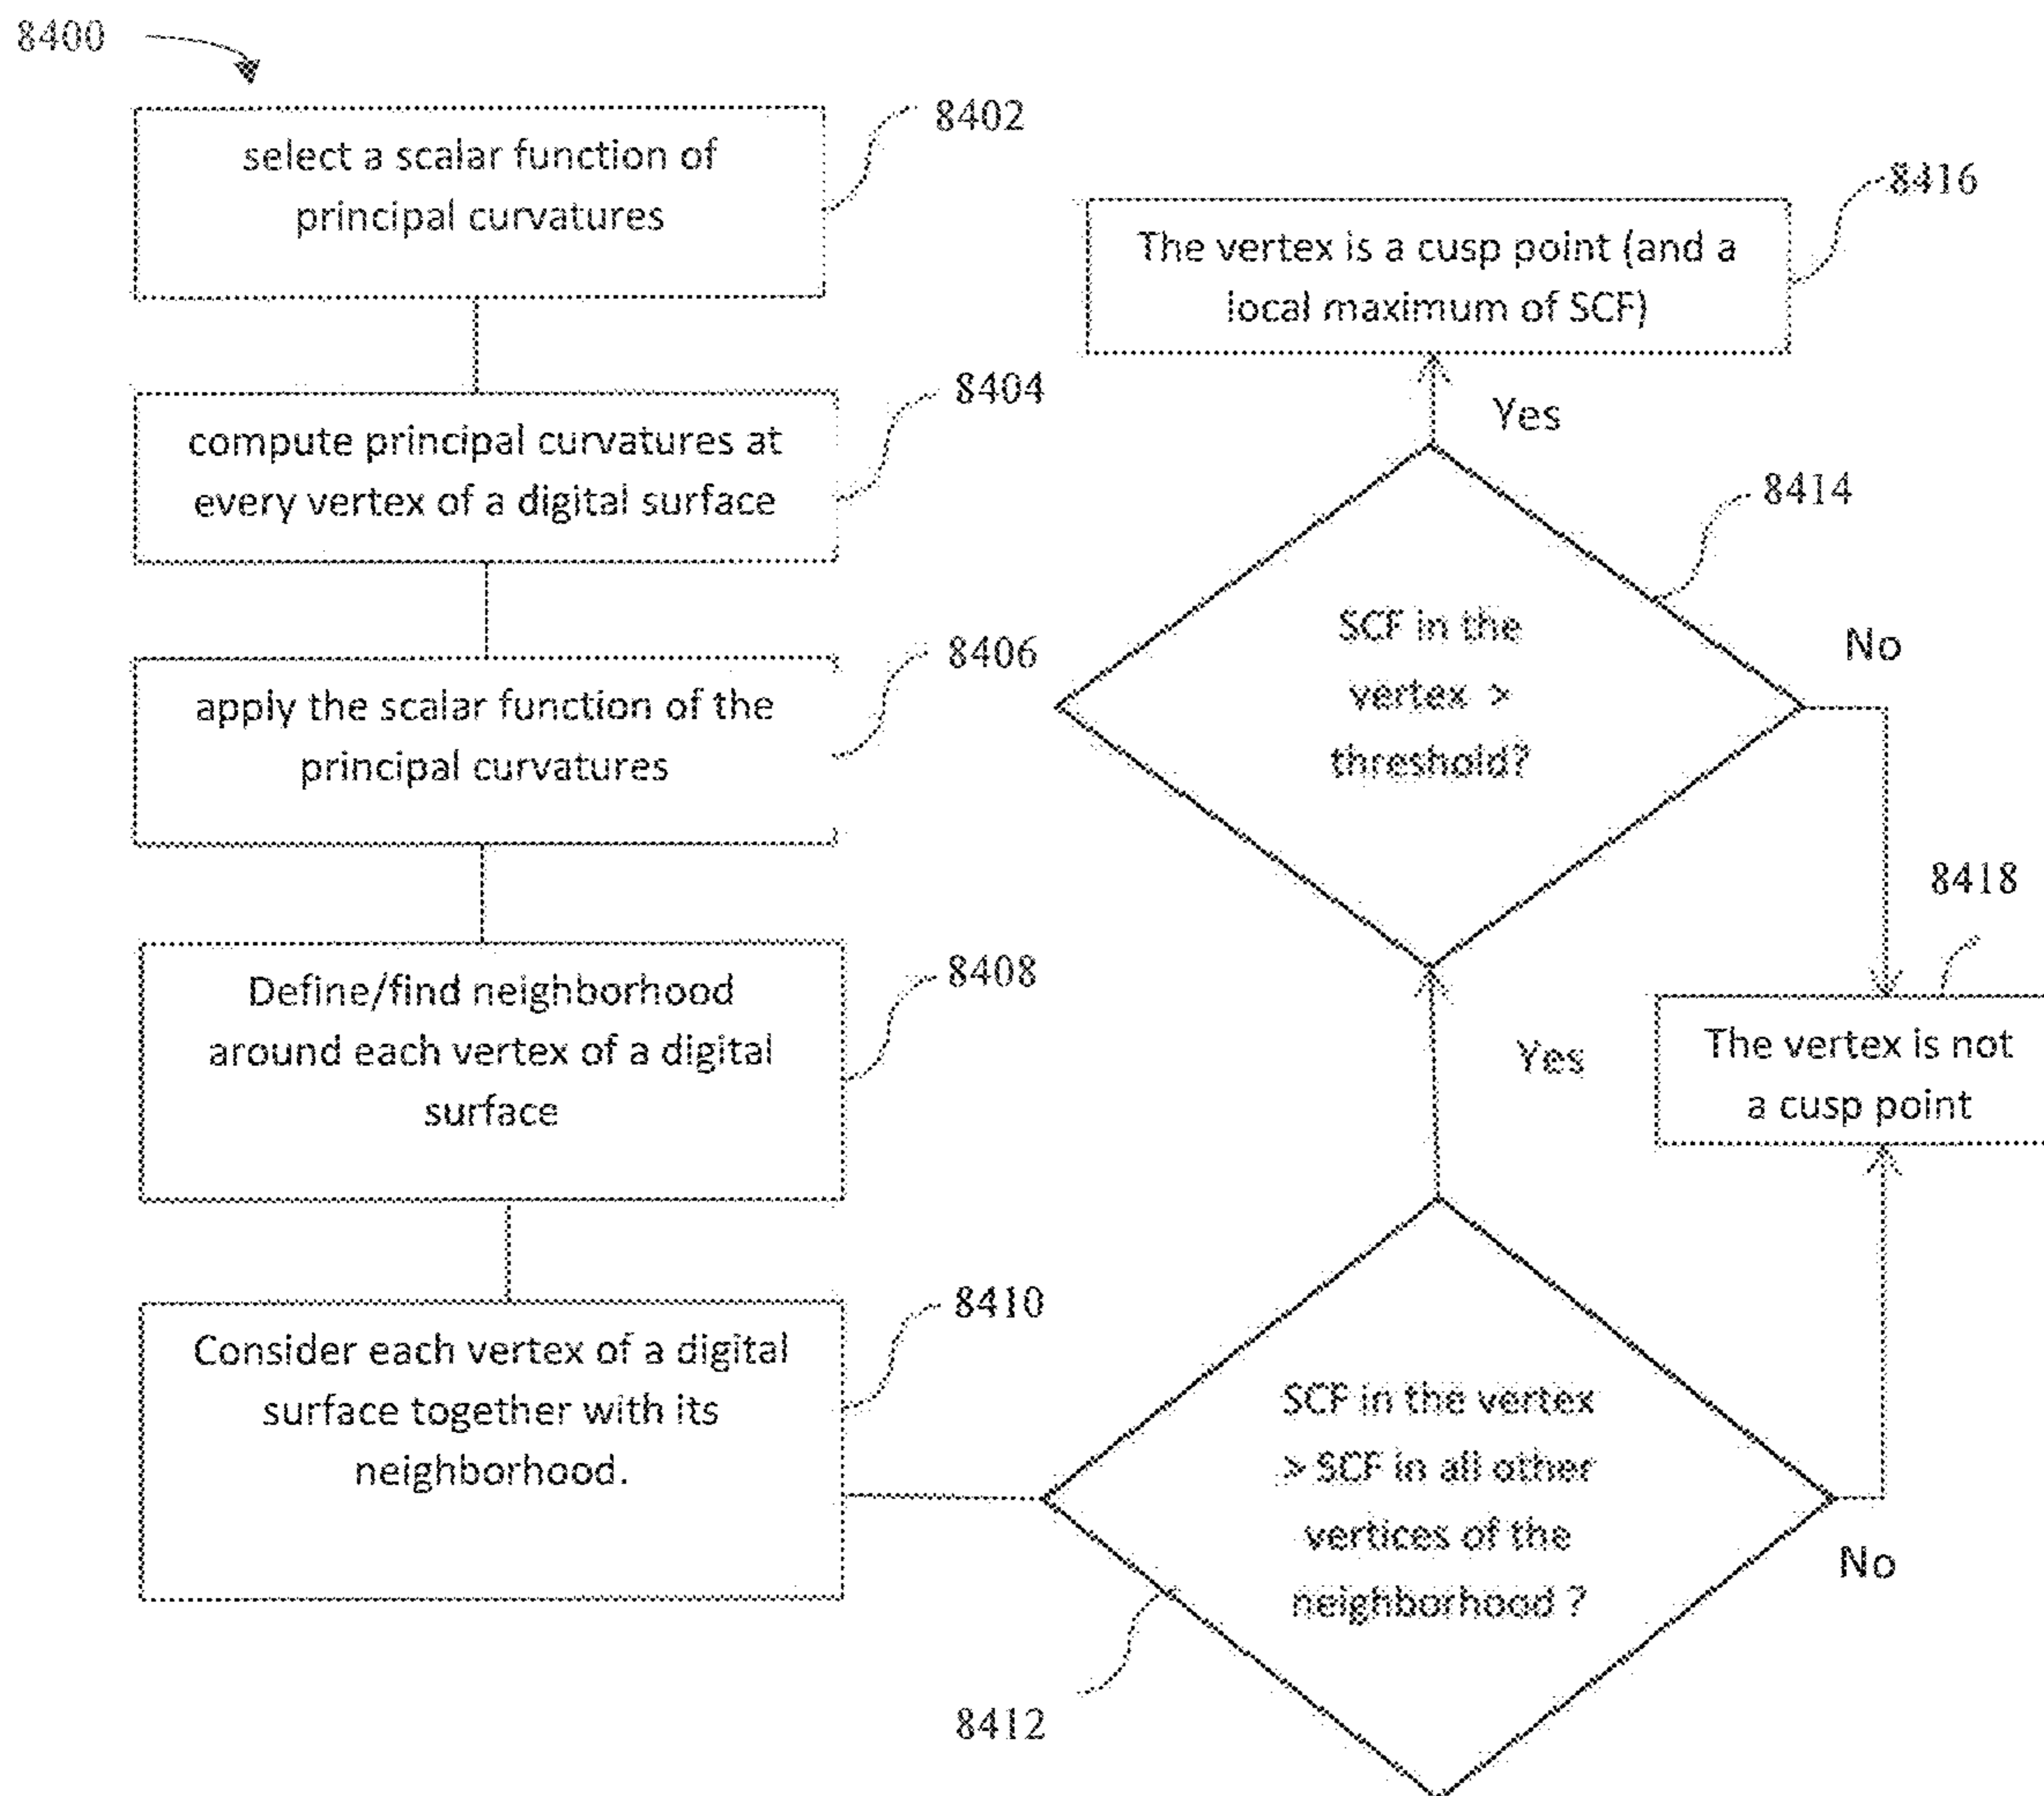 8400
select a scalar function of
principal curvatures
8402
compute principal curvatures at
every vertex of a digital surface
8404
apply the scalar function of the
principal curvatures
8406
Define/find neighborhood
around each vertex of a digital
surface
8408
Consider each vertex of a digital
surface together with its
neighborhood.
8410
SCF in the vertex
> SCF in all other
vertices of the
neighborhood ?
8412
No
Yes
SCF in the
vertex >
threshold?
8414
No
Yes
The vertex is a cusp point (and a
local maximum of SCF)
8416
The vertex is not
a cusp point
8418